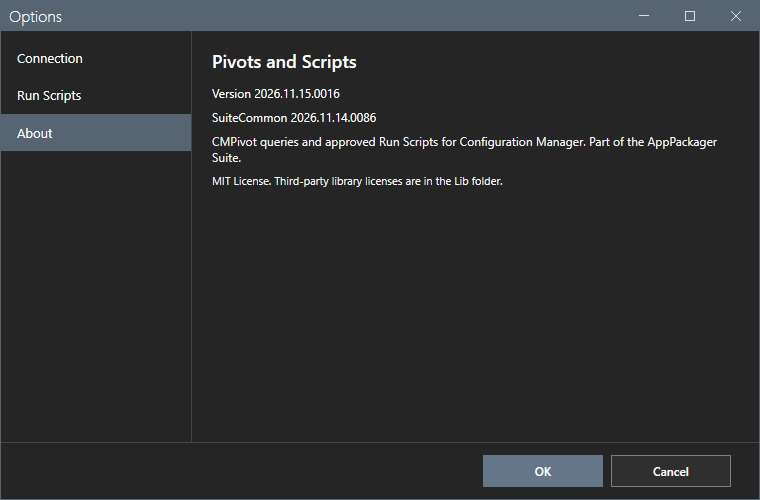 Options
Connection
Run Scripts
About
Pivots and Scripts
Version 2026.11.15.0016
SuiteCommon 2026.11.14.0086
CMPivot queries and approved Run Scripts for Configuration Manager. Part of the AppPackager
Suite.
MIT License. Third-party library licenses are in the Lib folder.
OK
Cancel